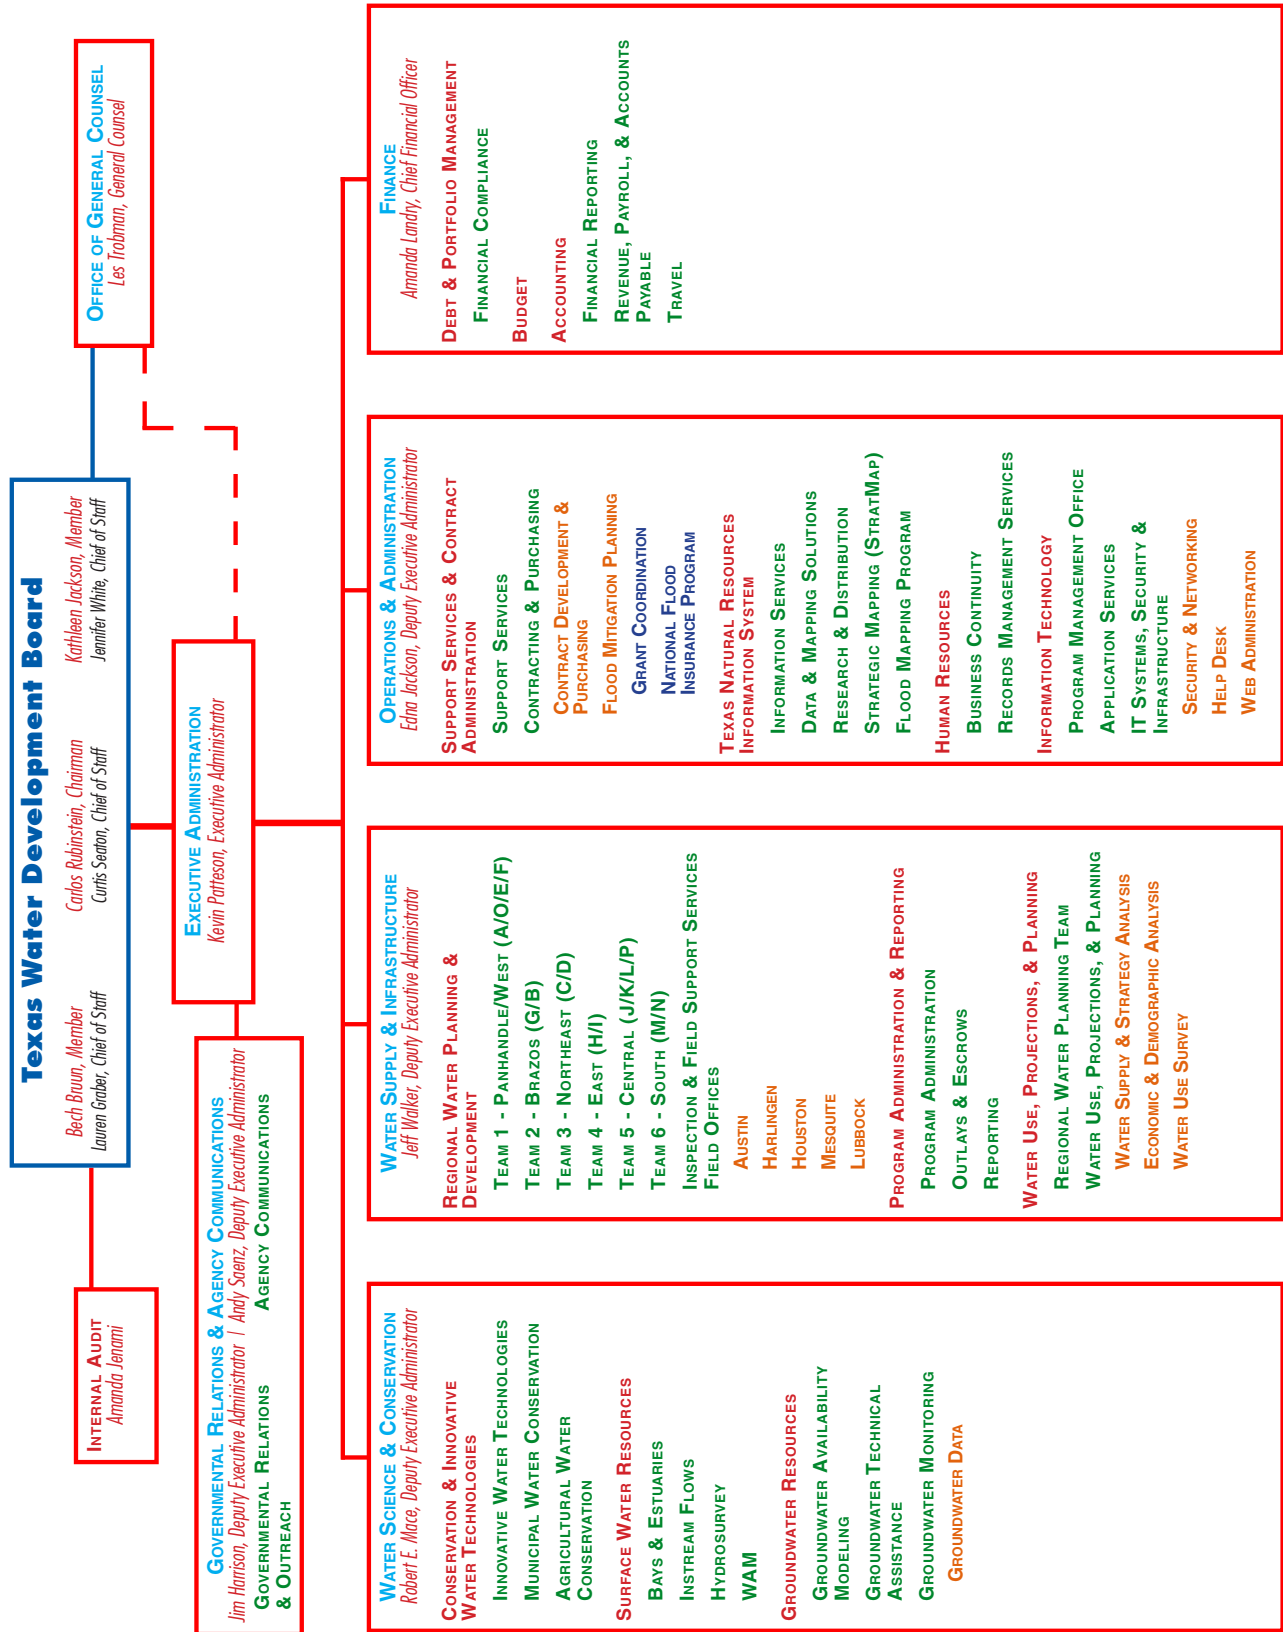 Texas Water Development Board
Bech Bruun, Member
Lauren Graber, Chief of Staff
Carlos Rubinstein, Chairman
Curtis Seaton, Chief of Staff
Kathleen Jackson, Member
Jennifer White, Chief of Staff
INTERNAL AUDIT
Amanda Jenami
OFFICE OF GENERAL COUNSEL
Les Trobman, General Counsel
EXECUTIVE ADMINISTRATION
Kevin Patteson, Executive Administrator
GOVERNMENTAL RELATIONS & AGENCY COMMUNICATIONS
Jim Harrison, Deputy Executive Administrator | Andy Saenz, Deputy Executive Administrator
GOVERNMENTAL RELATIONS
& OUTREACH
AGENCY COMMUNICATIONS
WATER SCIENCE & CONSERVATION
Robert E. Mace, Deputy Executive Administrator
CONSERVATION & INNOVATIVE
WATER TECHNOLOGIES
INNOVATIVE WATER TECHNOLOGIES
MUNICIPAL WATER CONSERVATION
AGRICULTURAL WATER
CONSERVATION
SURFACE WATER RESOURCES
BAYS & ESTUARIES
INSTREAM FLOWS
HYDROSURVEY
WAM
GROUNDWATER RESOURCES
GROUNDWATER AVAILABILITY
MODELING
GROUNDWATER TECHNICAL
ASSISTANCE
GROUNDWATER MONITORING
GROUNDWATER DATA
WATER SUPPLY & INFRASTRUCTURE
Jeff Walker, Deputy Executive Administrator
REGIONAL WATER PLANNING &
DEVELOPMENT
TEAM 1 - PANHANDLE/WEST (A/O/E/F)
TEAM 2 - BRAZOS (G/B)
TEAM 3 - NORTHEAST (C/D)
TEAM 4 - EAST (H/I)
TEAM 5 - CENTRAL (J/K/L/P)
TEAM 6 - SOUTH (M/N)
INSPECTION & FIELD SUPPORT SERVICES
FIELD OFFICES
AUSTIN
HARLINGEN
HOUSTON
MESQUITE
LUBBOCK
PROGRAM ADMINISTRATION & REPORTING
PROGRAM ADMINISTRATION
OUTLAYS & ESCROWS
REPORTING
WATER USE, PROJECTIONS, & PLANNING
REGIONAL WATER PLANNING TEAM
WATER USE, PROJECTIONS, & PLANNING
WATER SUPPLY & STRATEGY ANALYSIS
ECONOMIC & DEMOGRAPHIC ANALYSIS
WATER USE SURVEY
OPERATIONS & ADMINISTRATION
Edna Jackson, Deputy Executive Administrator
SUPPORT SERVICES & CONTRACT
ADMINISTRATION
SUPPORT SERVICES
CONTRACTING & PURCHASING
CONTRACT DEVELOPMENT &
PURCHASING
FLOOD MITIGATION PLANNING
GRANT COORDINATION
NATIONAL FLOOD
INSURANCE PROGRAM
TEXAS NATURAL RESOURCES
INFORMATION SYSTEM
INFORMATION SERVICES
DATA & MAPPING SOLUTIONS
RESEARCH & DISTRIBUTION
STRATEGIC MAPPING (STRATMAP)
FLOOD MAPPING PROGRAM
HUMAN RESOURCES
BUSINESS CONTINUITY
RECORDS MANAGEMENT SERVICES
INFORMATION TECHNOLOGY
PROGRAM MANAGEMENT OFFICE
APPLICATION SERVICES
IT SYSTEMS, SECURITY &
INFRASTRUCTURE
SECURITY & NETWORKING
HELP DESK
WEB ADMINISTRATION
FINANCE
Amanda Landry, Chief Financial Officer
DEBT & PORTFOLIO MANAGEMENT
FINANCIAL COMPLIANCE
BUDGET
ACCOUNTING
FINANCIAL REPORTING
REVENUE, PAYROLL, & ACCOUNTS
PAYABLE
TRAVEL